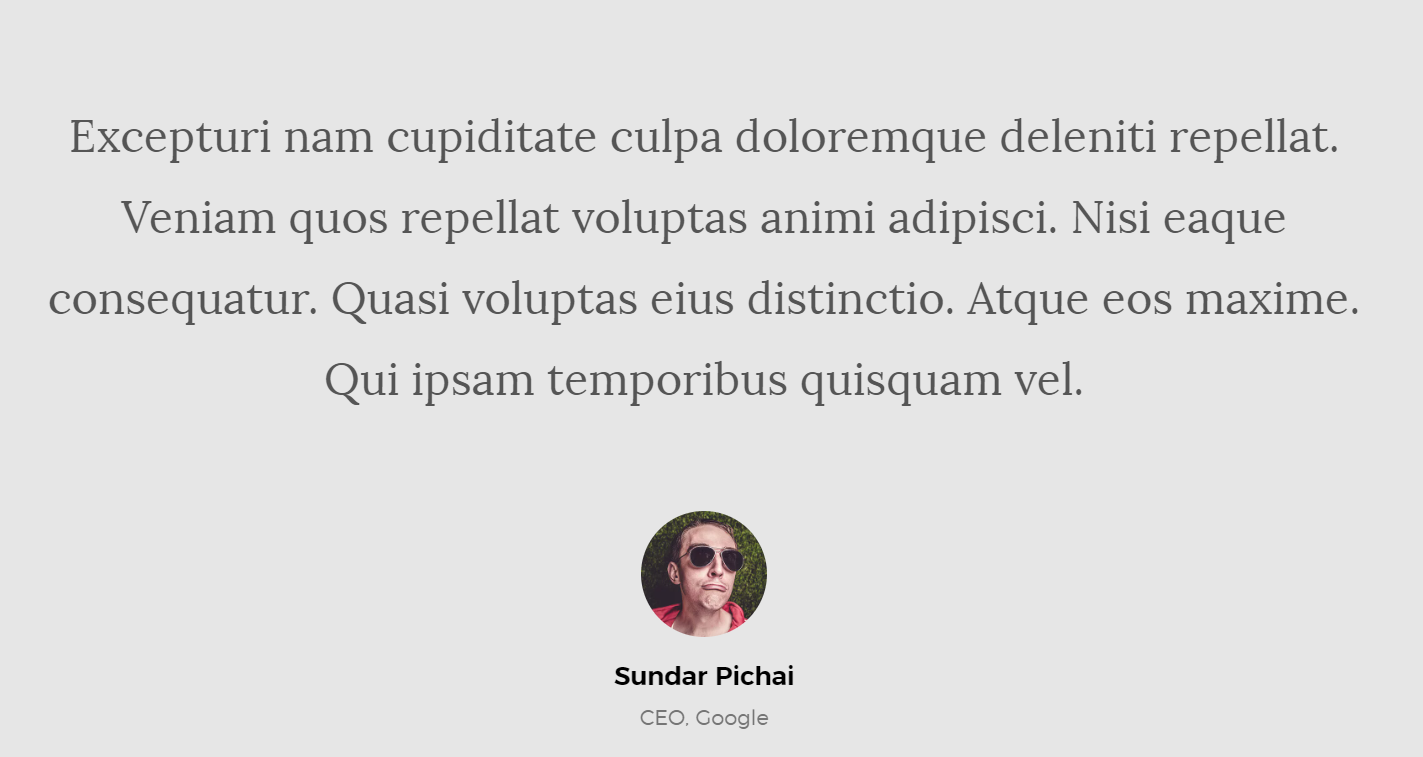 Excepturi nam cupiditate culpa doloremque deleniti repellat.
Veniam quos repellat voluptas animi adipisci. Nisi eaque
consequatur. Quasi voluptas eius distinctio. Atque eos maxime.
Qui ipsam temporibus quisquam vel.
Sundar Pichai
CEO, Google